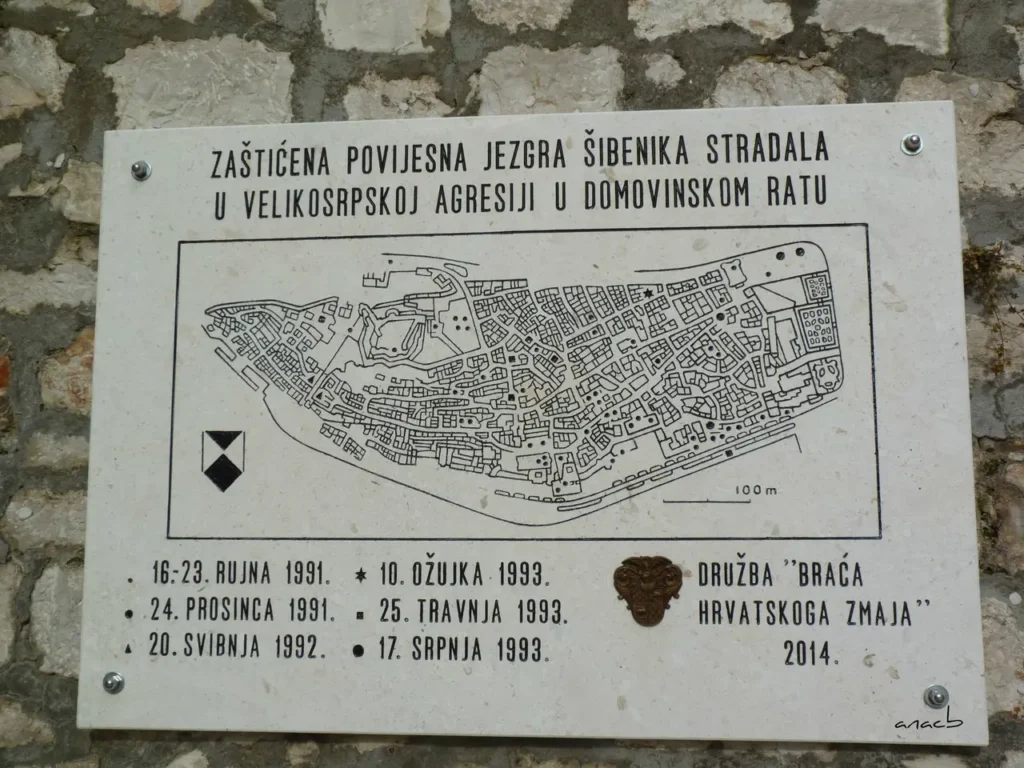 ZAŠTIĆENA POVIJESNA JEZGRA ŠIBENIKA STRADALA
U VELIKOSRPSKOJ AGRESIJI U DOMOVINSKOM RATU
100 m
. 16.-23. RUJNA 1991. ✶ 10. OŽUJKA 1993.
• 24. PROSINCA 1991. ■ 25. TRAVNJA 1993.
▲ 20. SVIBNJA 1992. ● 17. SRPNJA 1993.
DRUŽBA "BRAĆA
HRVATSKOGA ZMAJA"
2014.
anacb